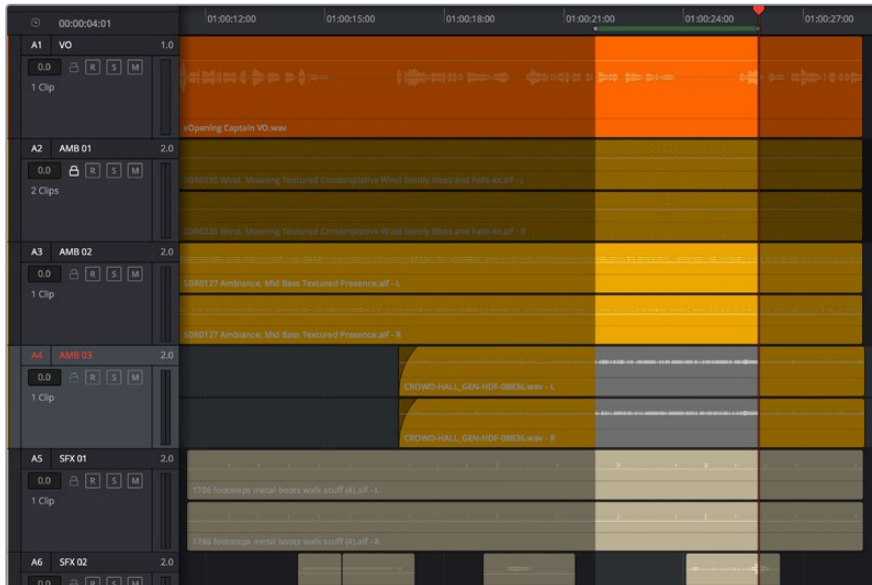 00:00:04:01
01:00:12:00 01:00:15:00 01:00:18:00 01:00:21:00 01:00:24:00 01:00:27:00
A1 VO 1.0
0.0 R S M
1 Clip
eOpening Captain VO.wav
A2 AMB 01 2.0
0.0 R S M
2 Clips
SDR0235 Wind, Moaning Textured Contemplative Wind Gently Rises and Falls 4x.aif - L
SDR0235 Wind, Moaning Textured Contemplative Wind Gently Rises and Falls 4x.aif - R
A3 AMB 02 2.0
0.0 R S M
1 Clip
SDR0127 Ambiance, Mid Bass Textured Presence.aif - L
SDR0127 Ambiance, Mid Bass Textured Presence.aif - R
A4 AMB 03 2.0
0.0 R S M
1 Clip
CROWD-HALL_GEN-HDF-08836.wav - L
CROWD-HALL_GEN-HDF-08836.wav - R
A5 SFX 01 2.0
0.0 R S M
1 Clip
1786 footsteps metal boots walk scuff (4).aif - L
1786 footsteps metal boots walk scuff (4).aif - R
A6 SFX 02 2.0
0.0 R S M